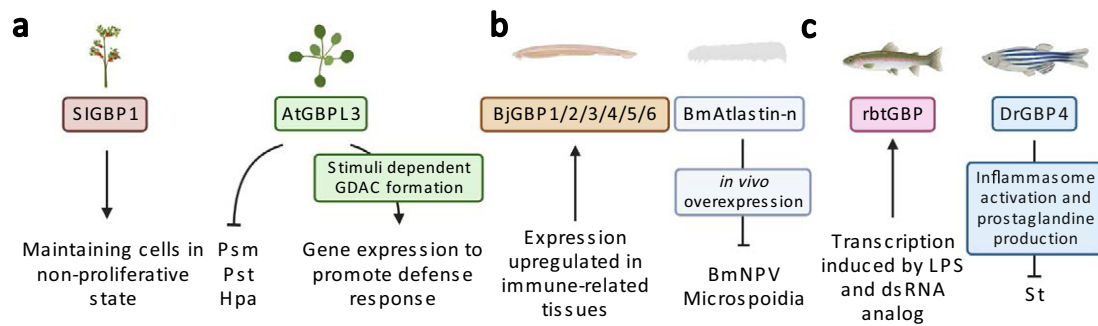 a
SlGBP1
Maintaining cells in
non-proliferative
state
AtGBPL3
Stimuli dependent
GDAC formation
Psm
Pst
Hpa
Gene expression to
promote defense
response
b
BjGBP1/2/3/4/5/6
Expression
upregulated in
immune-related
tissues
BmAtlastin-n
in vivo
overexpression
BmNPV
Microspoidia
c
rbtGBP
Transcription
induced by LPS
and dsRNA
analog
DrGBP4
Inflammasome
activation and
prostaglandine
production
St